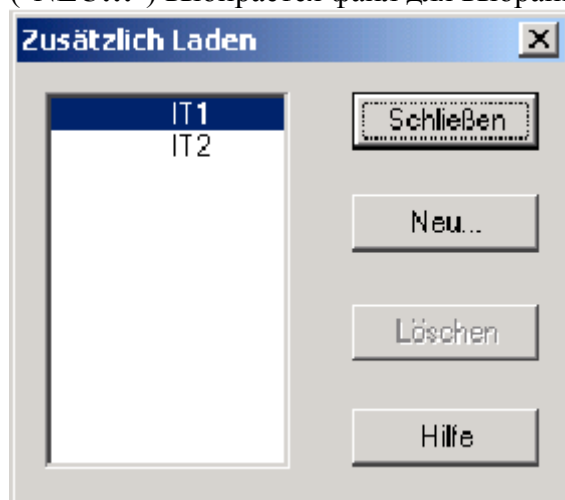 Zusätzlich Laden
IT1
IT2
Schließen
Neu...
Löschen
Hilfe